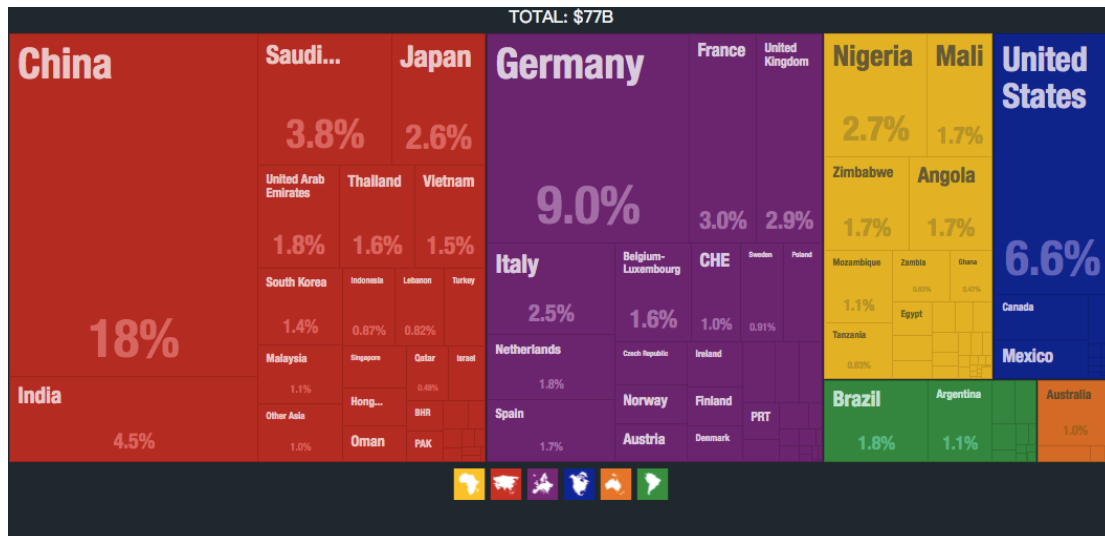 TOTAL: $77B
China
18%
India
4.5%
Saudi...
3.8%
Japan
2.6%
United Arab
Emirates
1.8%
Thailand
1.6%
Vietnam
1.5%
South Korea
1.4%
Indonesia
0.87%
Lebanon
0.82%
Turkey
Malaysia
1.1%
Singapore
Qatar
0.48%
Israel
Hong...
Other Asia
1.0%
Oman
BHR
PAK
Germany
9.0%
France
3.0%
United
Kingdom
2.9%
Italy
2.5%
Belgium-
Luxembourg
1.6%
CHE
1.0%
Sweden
0.91%
Poland
Netherlands
1.8%
Czech Republic
Ireland
Spain
1.7%
Norway
Finland
PRT
Austria
Denmark
Nigeria
2.7%
Mali
1.7%
Zimbabwe
1.7%
Angola
1.7%
Mozambique
1.1%
Zambia
Ghana
0.47%
Egypt
Tanzania
United
States
6.6%
Canada
Mexico
Brazil
1.8%
Argentina
1.1%
Australia
1.0%